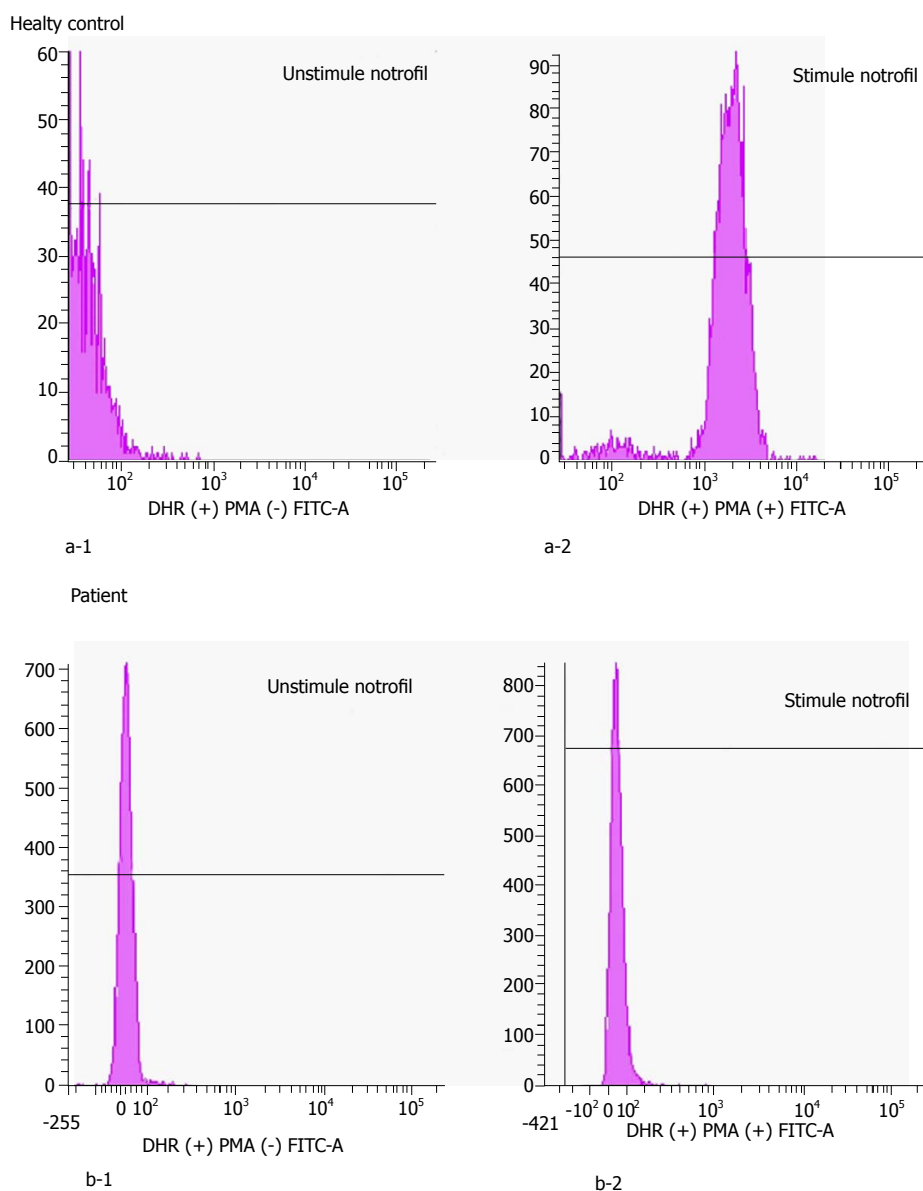 Healty control
60
50
40
30
20
10
0
Unstimule notrofil
10² 10³ 10⁴ 10⁵
DHR (+) PMA (-) FITC-A
a-1
90
80
70
60
50
40
30
20
10
0
Stimule notrofil
10² 10³ 10⁴ 10⁵
DHR (+) PMA (+) FITC-A
a-2
Patient
700
600
500
400
300
200
100
0
Unstimule notrofil
-255 0 10² 10³ 10⁴ 10⁵
DHR (+) PMA (-) FITC-A
b-1
800
700
600
500
400
300
200
100
0
Stimule notrofil
-421 -10² 0 10² 10³ 10⁴ 10⁵
DHR (+) PMA (+) FITC-A
b-2